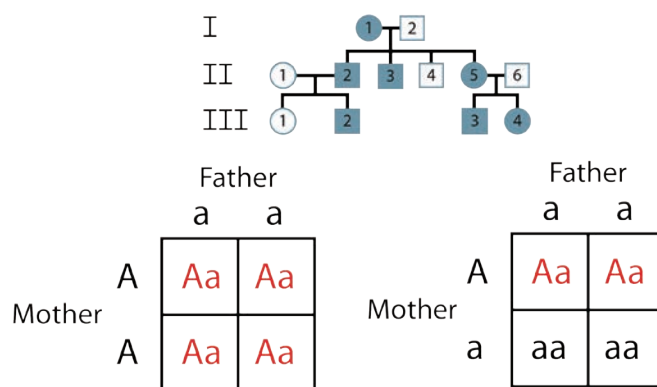 I 1 2
II 1 2 3 4 5 6
III 1 2 3 4
Father
a a
A Aa Aa
Mother
A Aa Aa
Father
a a
A Aa Aa
Mother
a aa aa